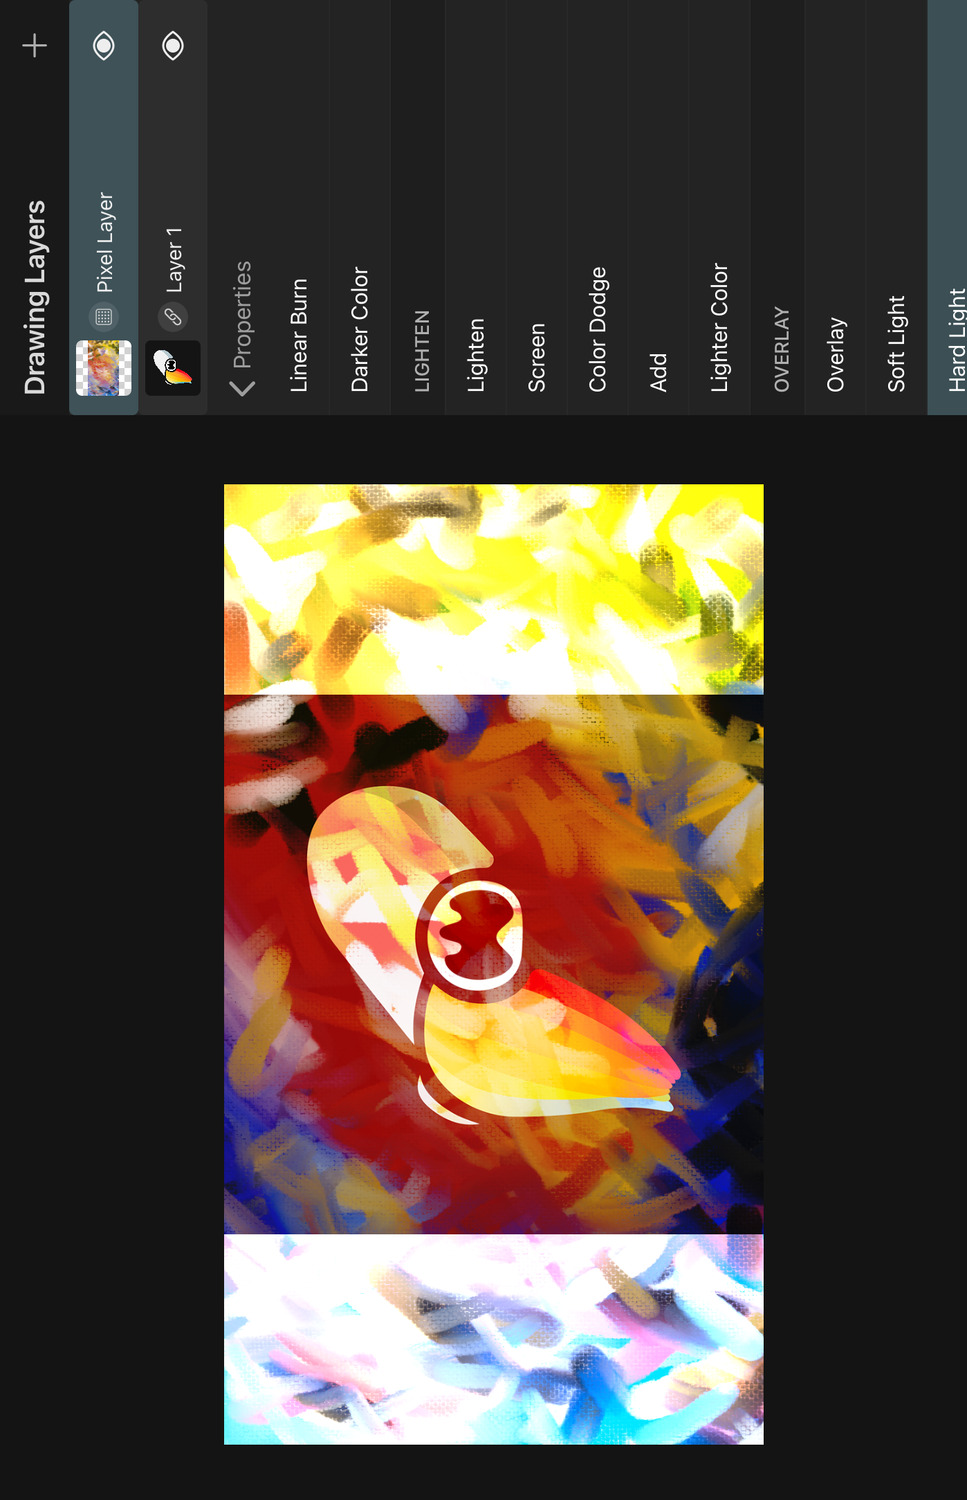 Drawing Layers
Pixel Layer
Layer 1
Properties
Linear Burn
Darker Color
LIGHTEN
Lighten
Screen
Color Dodge
Add
Lighter Color
OVERLAY
Overlay
Soft Light
Hard Light